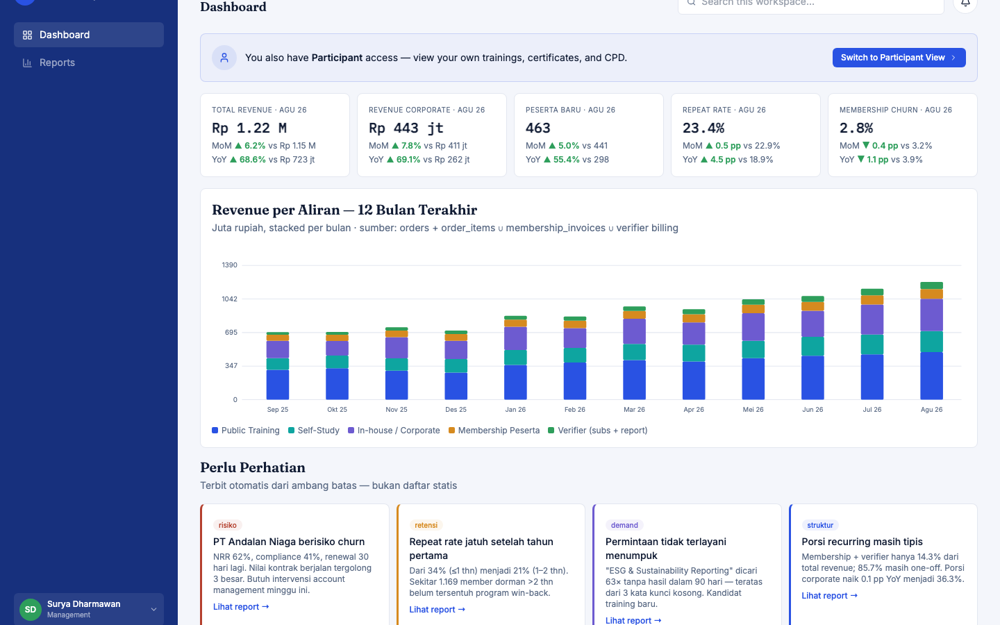 Dashboard
Search this workspace...
Dashboard
Reports
You also have Participant access — view your own trainings, certificates, and CPD.
Switch to Participant View
TOTAL REVENUE · AGU 26
Rp 1.22 M
MoM ▲ 6.2% vs Rp 1.15 M
YoY ▲ 68.6% vs Rp 723 jt
REVENUE CORPORATE · AGU 26
Rp 443 jt
MoM ▲ 7.8% vs Rp 411 jt
YoY ▲ 69.1% vs Rp 262 jt
PESERTA BARU · AGU 26
463
MoM ▲ 5.0% vs 441
YoY ▲ 55.4% vs 298
REPEAT RATE · AGU 26
23.4%
MoM ▲ 0.5 pp vs 22.9%
YoY ▲ 4.5 pp vs 18.9%
MEMBERSHIP CHURN · AGU 26
2.8%
MoM ▼ 0.4 pp vs 3.2%
YoY ▼ 1.1 pp vs 3.9%
Revenue per Aliran — 12 Bulan Terakhir
Juta rupiah, stacked per bulan · sumber: orders + order_items ∪ membership_invoices ∪ verifier billing
1390
1042
695
347
0
Sep 25 Okt 25 Nov 25 Des 25 Jan 26 Feb 26 Mar 26 Apr 26 Mei 26 Jun 26 Jul 26 Agu 26
Public Training Self-Study In-house / Corporate Membership Peserta Verifier (subs + report)
Perlu Perhatian
Terbit otomatis dari ambang batas — bukan daftar statis
risiko
PT Andalan Niaga berisiko churn
NRR 62%, compliance 41%, renewal 30
hari lagi. Nilai kontrak berjalan tergolong
3 besar. Butuh intervensi account
management minggu ini.
Lihat report →
retensi
Repeat rate jatuh setelah tahun
pertama
Dari 34% (≤1 thn) menjadi 21% (1–2 thn).
Sekitar 1.169 member dorman >2 thn
belum tersentuh program win-back.
Lihat report →
demand
Permintaan tidak terlayani
menumpuk
"ESG & Sustainability Reporting" dicari
63× tanpa hasil dalam 90 hari — teratas
dari 3 kata kunci kosong. Kandidat
training baru.
Lihat report →
struktur
Porsi recurring masih tipis
Membership + verifier hanya 14.3% dari
total revenue; 85.7% masih one-off. Porsi
corporate naik 0.1 pp YoY menjadi 36.3%.
Lihat report →
SD
Surya Dharmawan
Management